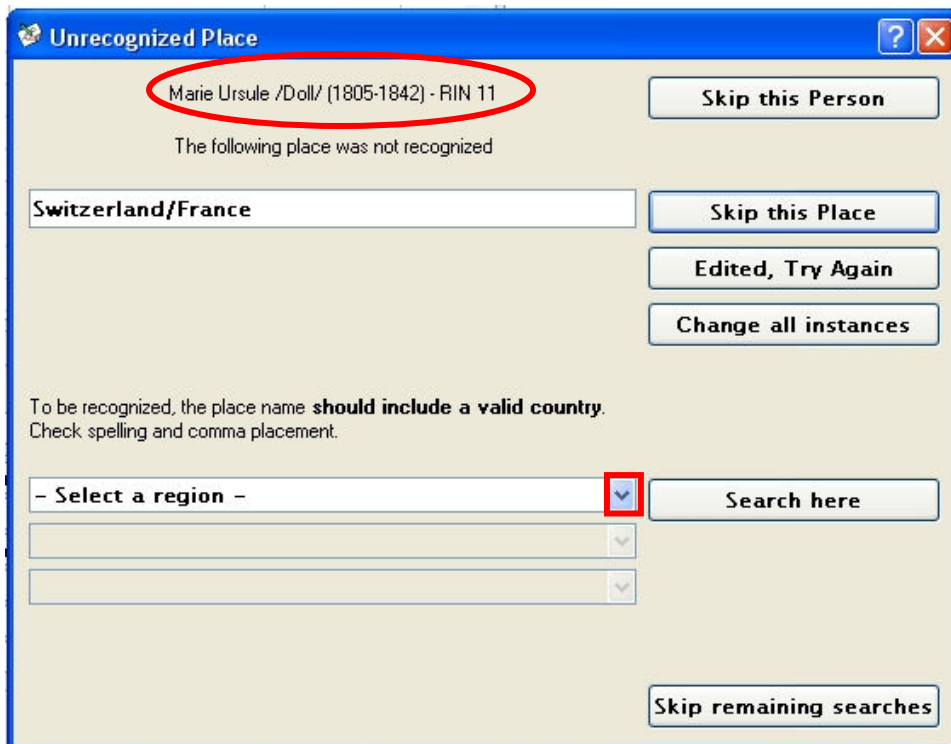 Unrecognized Place
Marie Ursule /Doll/ (1805-1842) - RIN 11
Skip this Person
The following place was not recognized
Switzerland/France
Skip this Place
Edited, Try Again
Change all instances
To be recognized, the place name should include a valid country.
Check spelling and comma placement.
- Select a region -
Search here
Skip remaining searches